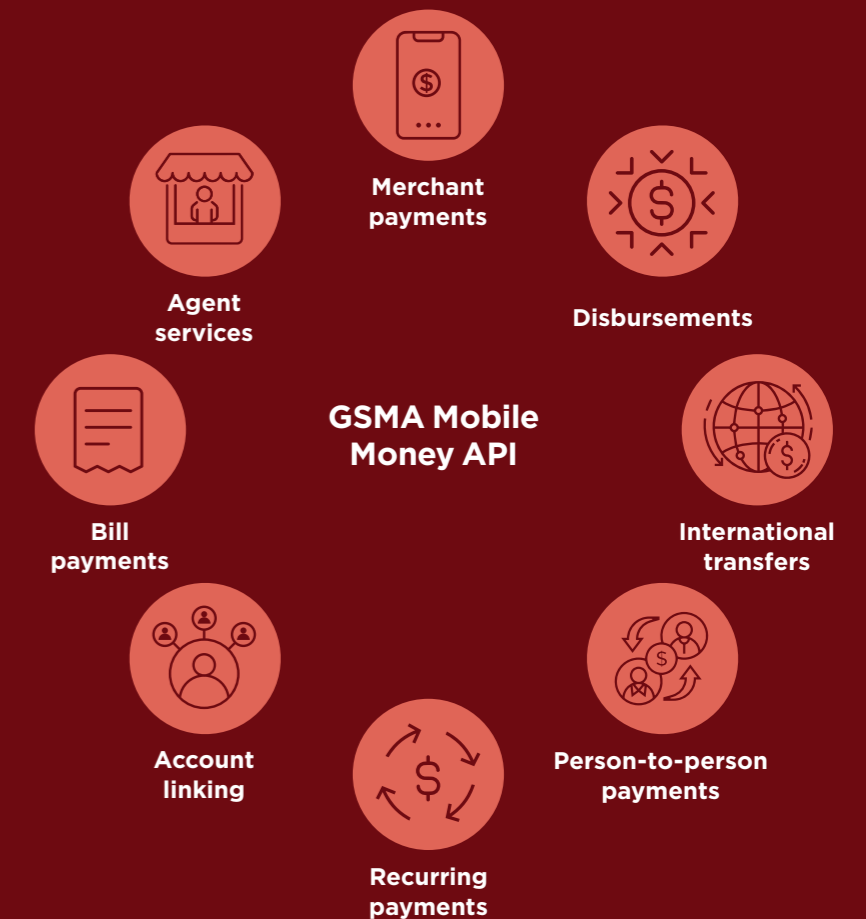 Merchant
payments
Agent
services
Disbursements
GSMA Mobile
Money API
Bill
payments
International
transfers
Account
linking
Person-to-person
payments
Recurring
payments